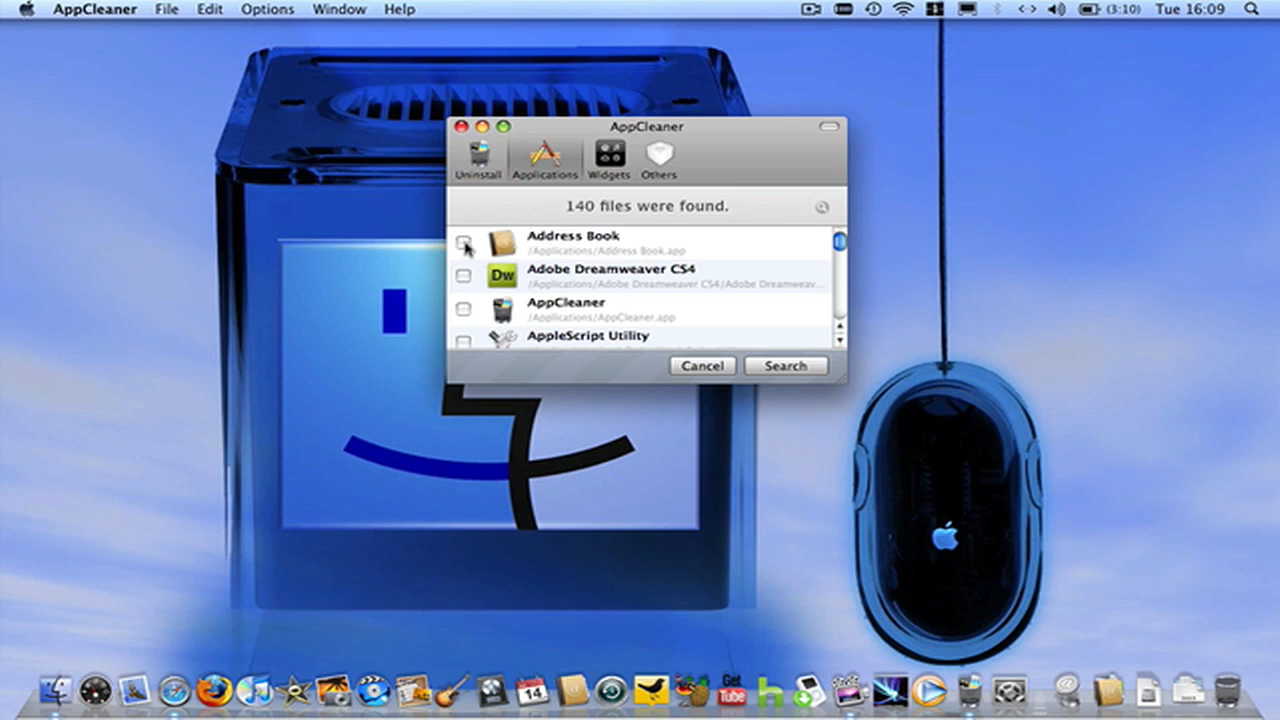 AppCleaner File Edit Options Window Help (3:10) Tue 16:09
AppCleaner
Uninstall Applications Widgets Others
140 files were found.
Address Book
/Applications/Address Book.app
Dw Adobe Dreamweaver CS4
/Applications/Adobe Dreamweaver CS4/Adobe Dreamweav...
AppCleaner
/Applications/AppCleaner.app
AppleScript Utility
Cancel Search
14
Get
Tube
h